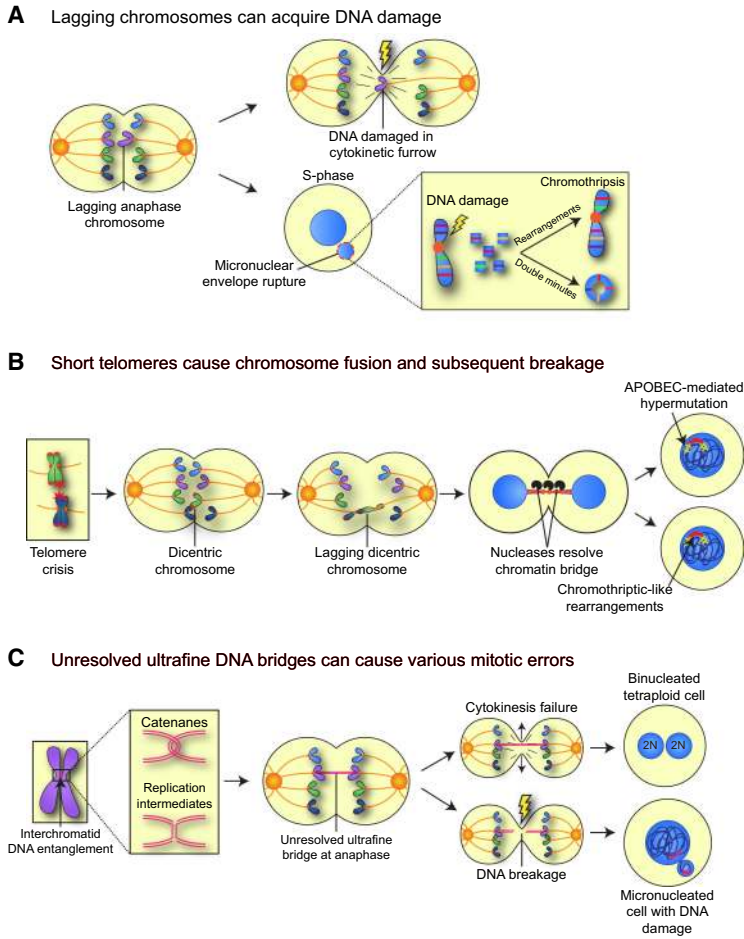 A Lagging chromosomes can acquire DNA damage
DNA damaged in
cytokinetic furrow
Lagging anaphase
chromosome
S-phase
Micronuclear
envelope rupture
DNA damage
Rearrangements
Double minutes
Chromothripsis
B Short telomeres cause chromosome fusion and subsequent breakage
APOBEC-mediated
hypermutation
Telomere
crisis
Dicentric
chromosome
Lagging dicentric
chromosome
Nucleases resolve
chromatin bridge
Chromothriptic-like
rearrangements
C Unresolved ultrafine DNA bridges can cause various mitotic errors
Interchromatid
DNA entanglement
Catenanes
Replication
intermediates
Unresolved ultrafine
bridge at anaphase
Cytokinesis failure
Binucleated
tetraploid cell
2N 2N
DNA breakage
Micronucleated
cell with DNA
damage